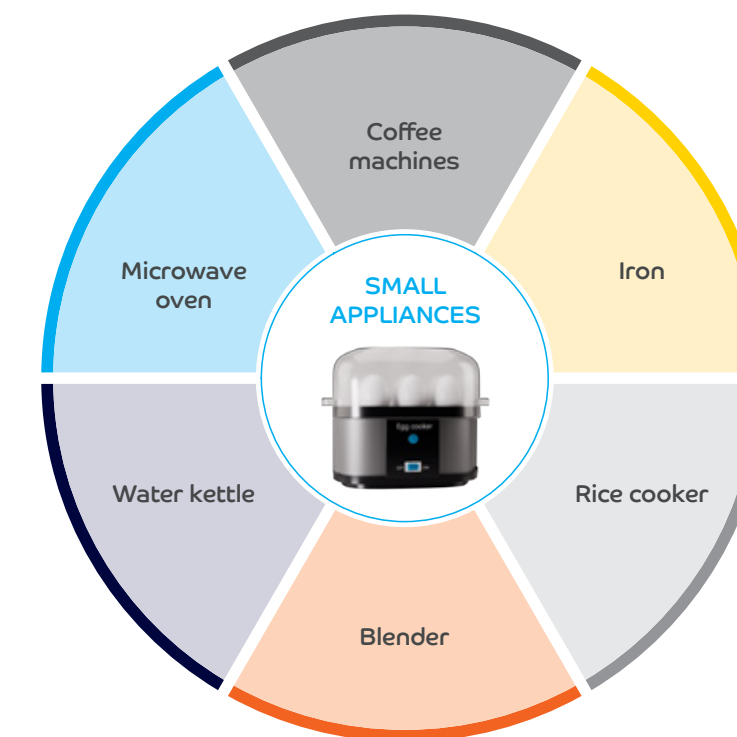 Coffee
machines
Microwave
oven
Iron
SMALL
APPLIANCES
Egg cooker
Water kettle
Rice cooker
Blender